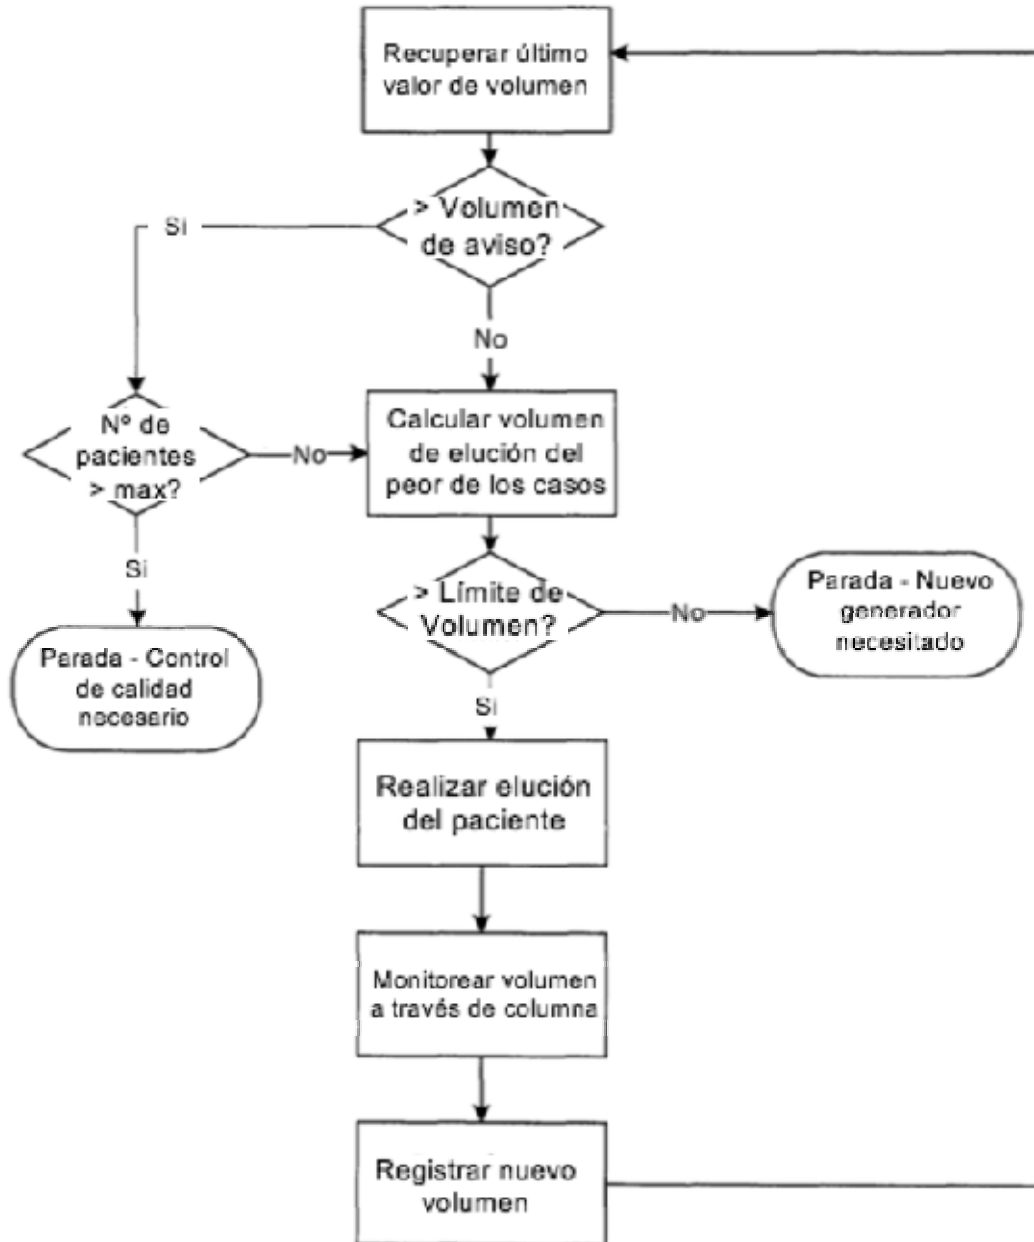 Recuperar último
valor de volumen
> Volumen
de aviso?
Si
No
Nº de
pacientes
> max?
No
Calcular volumen
de elución del
peor de los casos
Si
> Límite de
Volumen?
No
Parada - Nuevo
generador
necesitado
Parada - Control
de calidad
necesario
Si
Realizar elución
del paciente
Monitorear volumen
a través de columna
Registrar nuevo
volumen